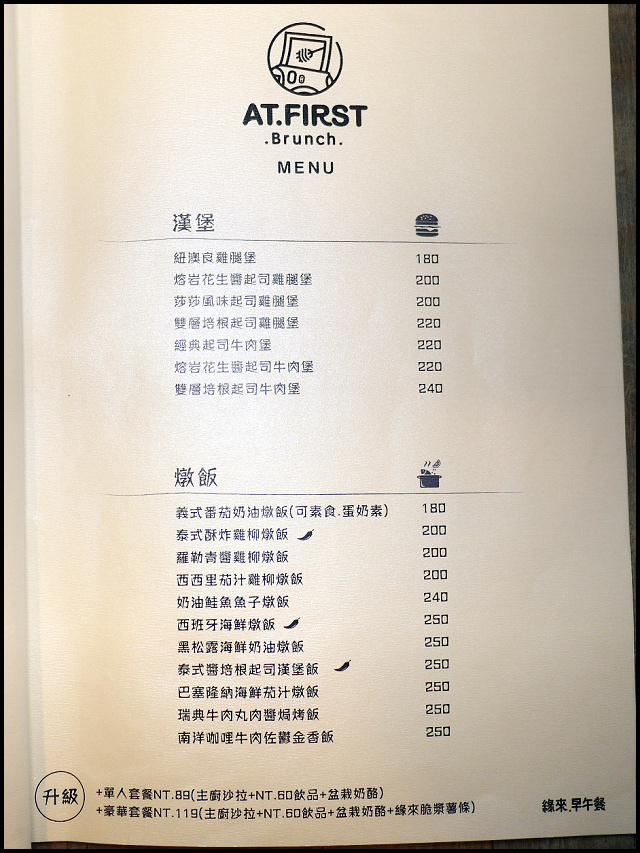 AT.FIRST
.Brunch.
MENU
漢堡
紐澳良雞腿堡 180
熔岩花生醬起司雞腿堡 200
莎莎風味起司雞腿堡 200
雙層培根起司雞腿堡 220
經典起司牛肉堡 220
熔岩花生醬起司牛肉堡 220
雙層培根起司牛肉堡 240
燉飯
義式番茄奶油燉飯(可素食.蛋奶素) 180
泰式酥炸雞柳燉飯 200
羅勒青醬雞柳燉飯 200
西西里茄汁雞柳燉飯 200
奶油鮭魚魚子燉飯 240
西班牙海鮮燉飯 250
黑松露海鮮奶油燉飯 250
泰式醬培根起司漢堡飯 250
巴塞隆納海鮮茄汁燉飯 250
瑞典牛肉丸肉醬焗烤飯 250
南洋咖哩牛肉佐鬱金香飯 250
升級
+單人套餐NT.89(主廚沙拉+NT.60飲品+盆栽奶酪)
+豪華套餐NT.119(主廚沙拉+NT.60飲品+盆栽奶酪+緣來脆漿薯條)
緣來.早午餐